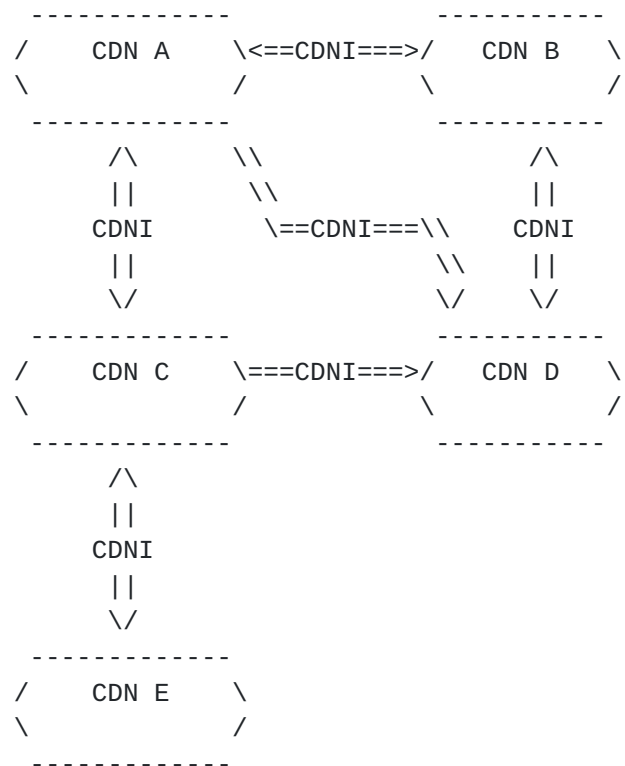 -------------             -----------
/    CDN A    \<==CDNI===>/   CDN B   \
\             /            \           /
 -------------             -----------
      /\      \\                 /\
      ||       \\                ||
     CDNI       \==CDNI===\\    CDNI
      ||                   \\    ||
      \/                   \/    \/
 -------------             -----------
/    CDN C    \===CDNI===>/   CDN D   \
\             /            \           /
 -------------             -----------
      /\
      ||
     CDNI
      ||
      \/
 -------------
/    CDN E    \
\             /
 -------------